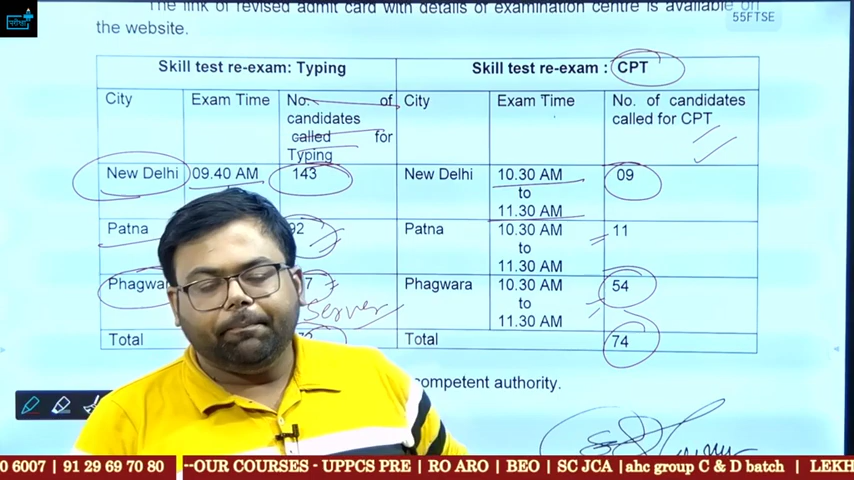 The link of revised admit card with details of examination centre is available on
the website.
55FTSE
परीक्षा
Skill test re-exam: Typing
Skill test re-exam : CPT
City
Exam Time
No. of
candidates
called for
Typing
City
Exam Time
No. of candidates
called for CPT
New Delhi
09.40 AM
143
New Delhi
10.30 AM
to
11.30 AM
09
Patna
92
Patna
10.30 AM
to
11.30 AM
11
7
Phagwara
10.30 AM
to
11.30 AM
54
Server
Total
Total
74
competent authority.
0 6007 | 91 29 69 70 80
--OUR COURSES - UPPCS PRE | RO ARO | BEO | SC JCA |ahc group C & D batch | LEKH